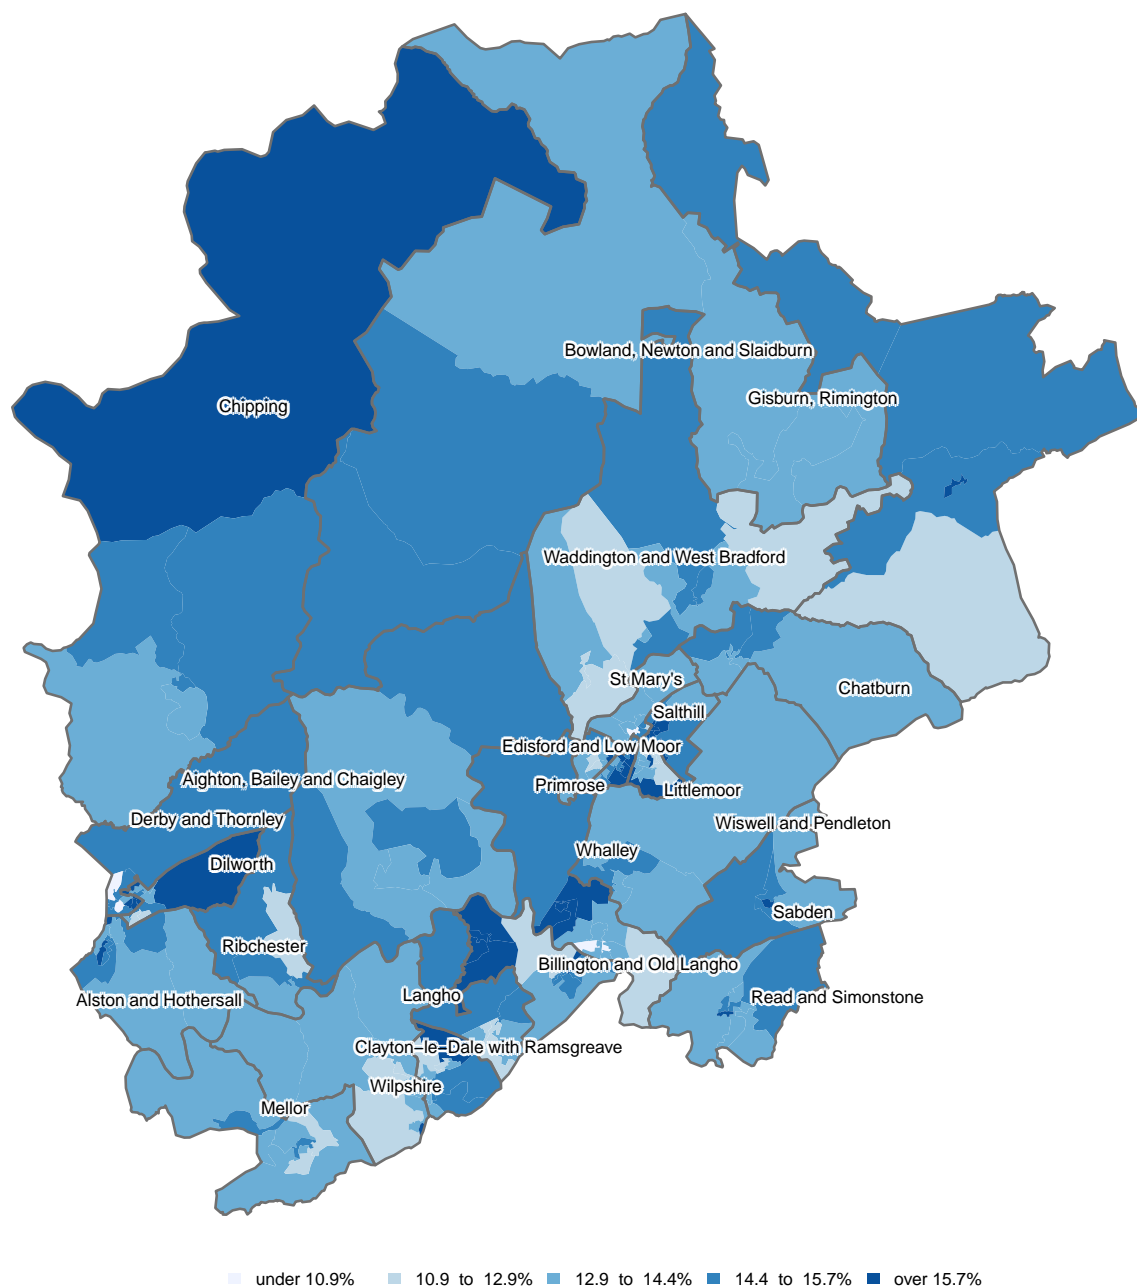 Bowland, Newton and Slaidburn
Gisburn, Rimington
Chipping
Waddington and West Bradford
St Mary's
Chatburn
Salthill
Edisford and Low Moor
Aighton, Bailey and Chaigley
Primrose
Littlemoor
Derby and Thornley
Wiswell and Pendleton
Whalley
Dilworth
Sabden
Ribchester
Billington and Old Langho
Langho
Read and Simonstone
Alston and Hothersall
Clayton−le−Dale with Ramsgreave
Wilpshire
Mellor
under 10.9% 10.9 to 12.9% 12.9 to 14.4% 14.4 to 15.7% over 15.7%